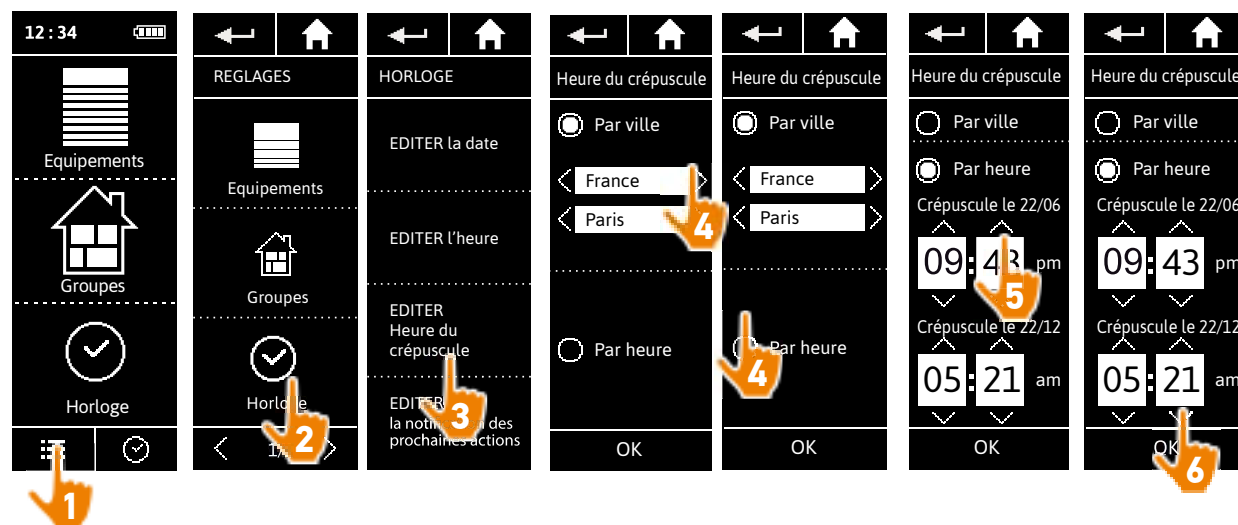 12:34
Equipements
Groupes
Horloge
1
REGLAGES
Equipements
Groupes
Horloge
2
HORLOGE
EDITER la date
EDITER l'heure
EDITER
Heure du
crépuscule
3
EDITER
la des
prochaines actions
Heure du crépuscule
Par ville
France
Paris
4
Par heure
OK
Heure du crépuscule
Par ville
France
Paris
Par heure
4
OK
Heure du crépuscule
Par ville
Par heure
Crépuscule le 22/06
09:43 pm
5
Crépuscule le 22/12
05:21 am
OK
Heure du crépuscule
Par ville
Par heure
Crépuscule le 22/06
09:43 pm
Crépuscule le 22/12
05:21 am
OK
6